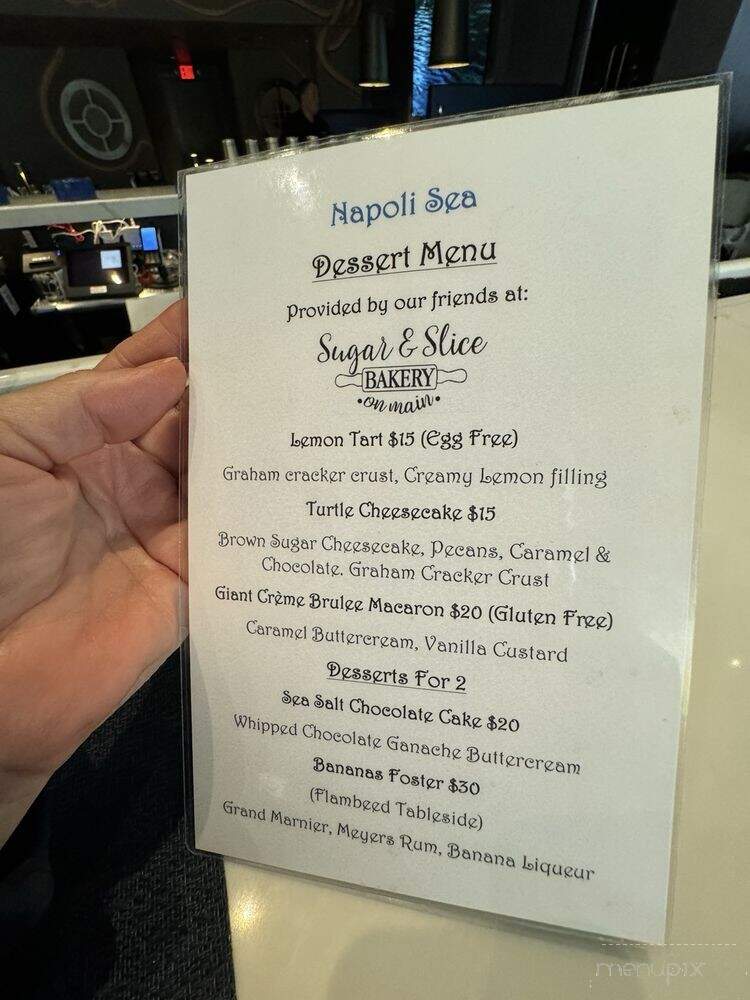 Napoli Sea
Dessert Menu
Provided by our friends at:
Sugar & Slice
BAKERY
•on main•
Lemon Tart $15 (Egg Free)
Graham cracker crust, Creamy Lemon filling
Turtle Cheesecake $15
Brown Sugar Cheesecake, Pecans, Caramel &
Chocolate. Graham Cracker Crust
Giant Crème Brulee Macaron $20 (Gluten Free)
Caramel Buttercream, Vanilla Custard
Desserts For 2
Sea Salt Chocolate Cake $20
Whipped Chocolate Ganache Buttercream
Bananas Foster $30
(Flambeed Tableside)
Grand Marnier, Meyers Rum, Banana Liqueur
menupix